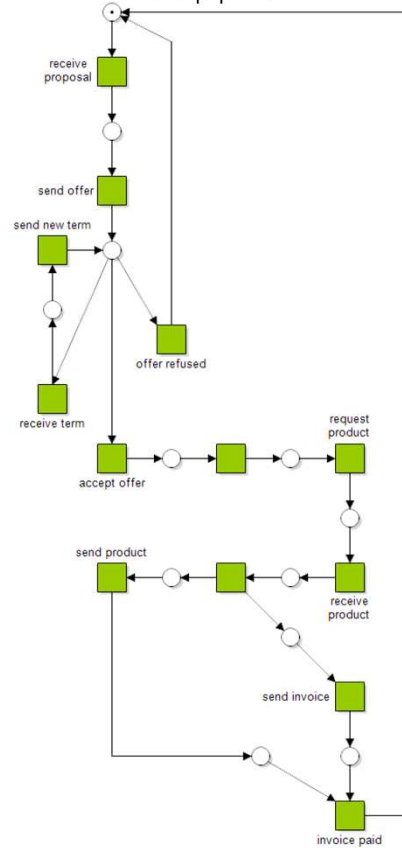 receive
proposal
send offer
send new term
offer refused
receive term
request
product
accept offer
send product
receive
product
send invoice
invoice paid